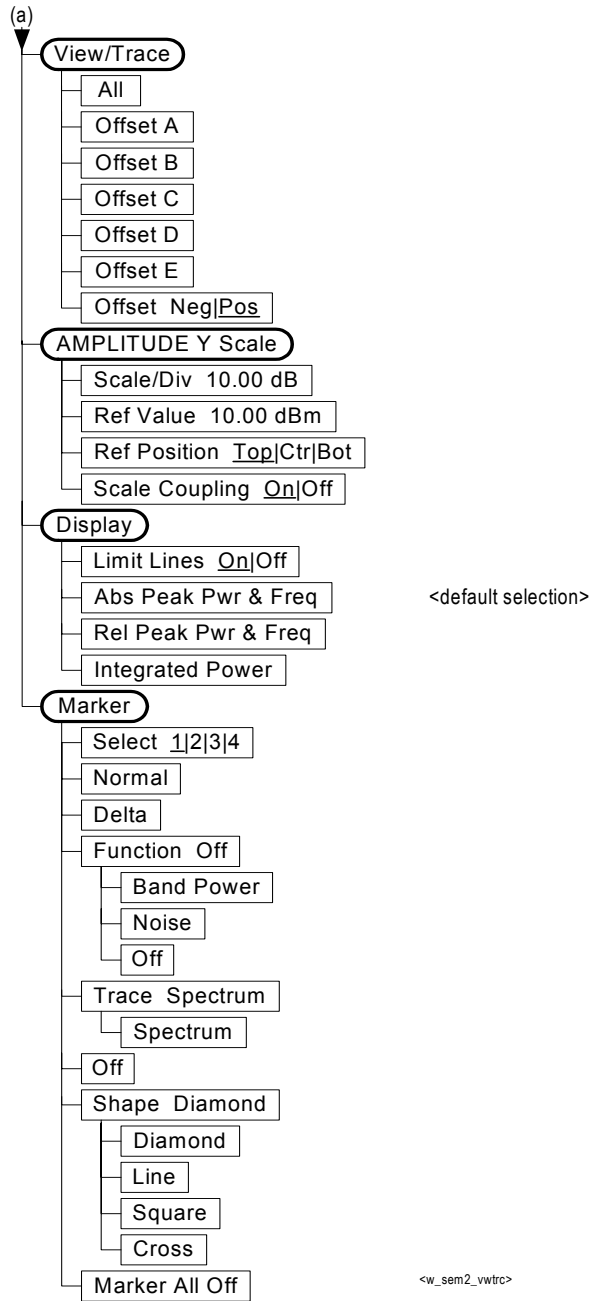 (a)
View/Trace
All
Offset A
Offset B
Offset C
Offset D
Offset E
Offset Neg|Pos
AMPLITUDE Y Scale
Scale/Div 10.00 dB
Ref Value 10.00 dBm
Ref Position Top|Ctr|Bot
Scale Coupling On|Off
Display
Limit Lines On|Off
Abs Peak Pwr & Freq <default selection>
Rel Peak Pwr & Freq
Integrated Power
Marker
Select 1|2|3|4
Normal
Delta
Function Off
Band Power
Noise
Off
Trace Spectrum
Spectrum
Off
Shape Diamond
Diamond
Line
Square
Cross
Marker All Off <w_sem2_vwtrc>